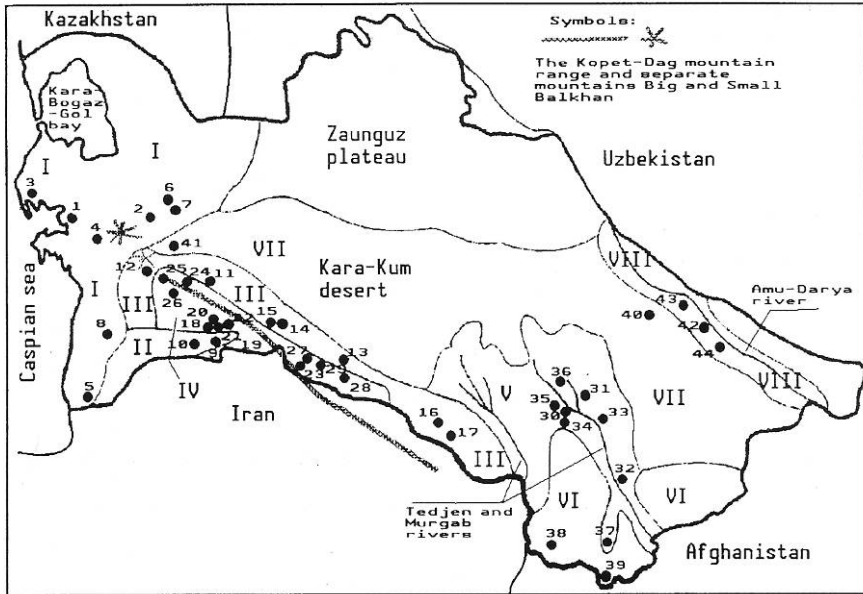 Kazakhstan
Symbols:
The Kopet-Dag mountain
range and separate
mountains Big and Small
Balkhan
Kara-
Bogaz
-Gol
bay
Zaunguz
plateau
Uzbekistan
I
I
3
1
2
6
7
4
41
VII
Kara-Kum
desert
VIII
Amu-Darya
river
12
25
24
11
III
III
26
Caspian sea
I
43
40
42
44
VIII
20
18
15
14
8
II
10
9
19
27
13
IV
23
29
28
5
Iran
V
36
31
VII
35
30
34
33
16
17
III
32
VI
VI
Tedjen and
Murgab
rivers
38
37
39
Afghanistan